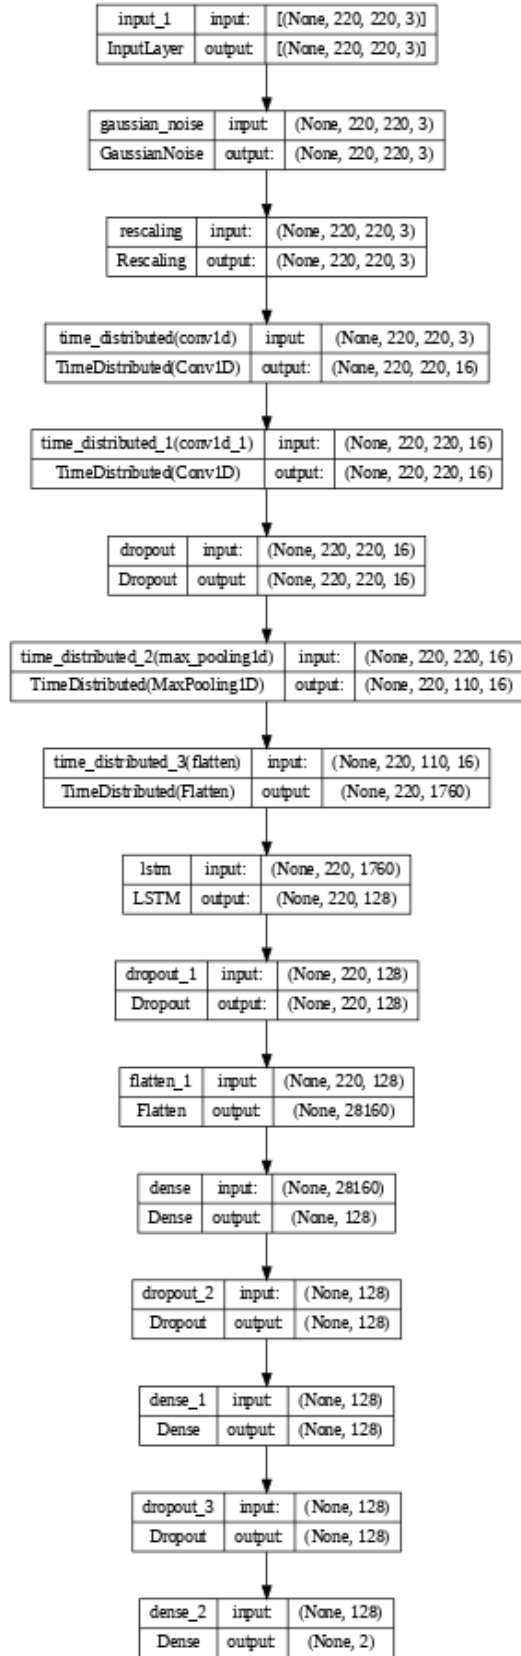 input_1 input: [(None, 220, 220, 3)]
InputLayer output: [(None, 220, 220, 3)]
gaussian_noise input: (None, 220, 220, 3)
GaussianNoise output: (None, 220, 220, 3)
rescaling input: (None, 220, 220, 3)
Rescaling output: (None, 220, 220, 3)
time_distributed(conv1d) input: (None, 220, 220, 3)
TimeDistributed(Conv1D) output: (None, 220, 220, 16)
time_distributed_1(conv1d_1) input: (None, 220, 220, 16)
TimeDistributed(Conv1D) output: (None, 220, 220, 16)
dropout input: (None, 220, 220, 16)
Dropout output: (None, 220, 220, 16)
time_distributed_2(max_pooling1d) input: (None, 220, 220, 16)
TimeDistributed(MaxPooling1D) output: (None, 220, 110, 16)
time_distributed_3(flatten) input: (None, 220, 110, 16)
TimeDistributed(Flatten) output: (None, 220, 1760)
lstm input: (None, 220, 1760)
LSTM output: (None, 220, 128)
dropout_1 input: (None, 220, 128)
Dropout output: (None, 220, 128)
flatten_1 input: (None, 220, 128)
Flatten output: (None, 28160)
dense input: (None, 28160)
Dense output: (None, 128)
dropout_2 input: (None, 128)
Dropout output: (None, 128)
dense_1 input: (None, 128)
Dense output: (None, 128)
dropout_3 input: (None, 128)
Dropout output: (None, 128)
dense_2 input: (None, 128)
Dense output: (None, 2)